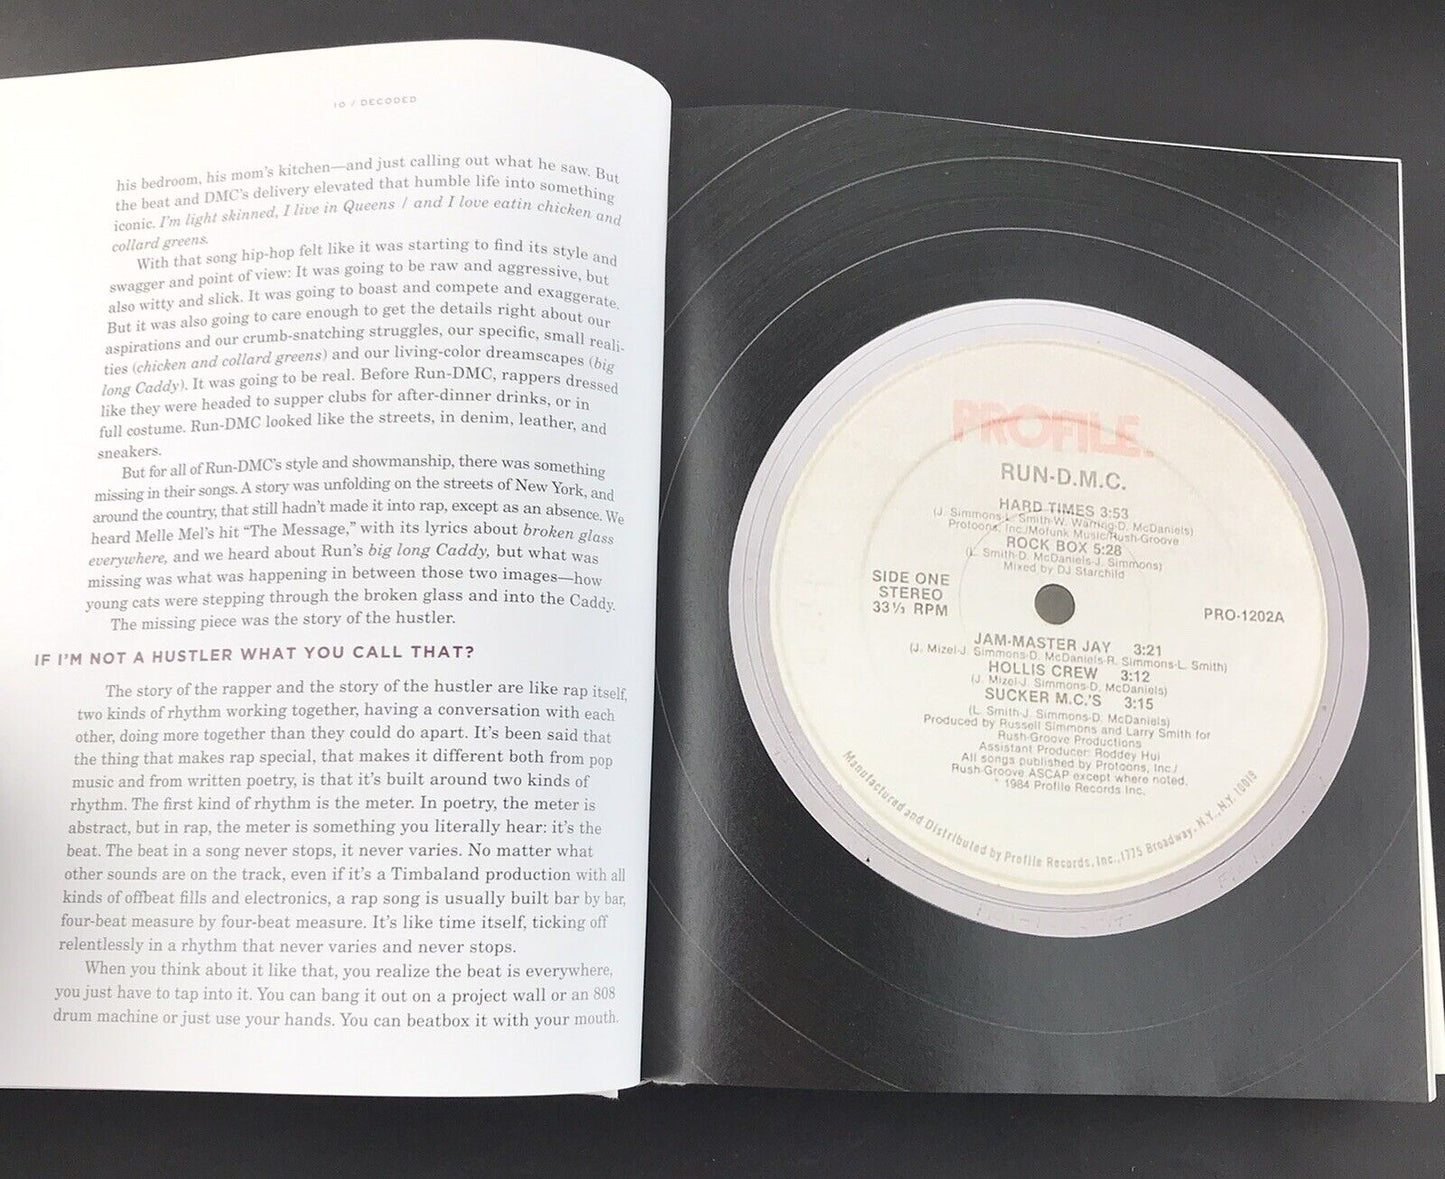 10 / DECODED
his bedroom, his mom's kitchen—and just calling out what he saw. But
the beat and DMC's delivery elevated that humble life into something
iconic. I'm light skinned, I live in Queens / and I love eatin chicken and
collard greens.
With that song hip-hop felt like it was starting to find its style and
swagger and point of view: It was going to be raw and aggressive, but
also witty and slick. It was going to boast and compete and exaggerate.
But it was also going to care enough to get the details right about our
aspirations and our crumb-snatching struggles, our specific, small reali-
ties (chicken and collard greens) and our living-color dreamscapes (big
long Caddy). It was going to be real. Before Run-DMC, rappers dressed
like they were headed to supper clubs for after-dinner drinks, or in
full costume. Run-DMC looked like the streets, in denim, leather, and
sneakers.
But for all of Run-DMC's style and showmanship, there was something
missing in their songs. A story was unfolding on the streets of New York, and
around the country, that still hadn't made it into rap, except as an absence. We
heard Melle Mel's hit "The Message," with its lyrics about broken glass
everywhere, and we heard about Run's big long Caddy, but what was
missing was what was happening in between those two images—how
young cats were stepping through the broken glass and into the Caddy.
The missing piece was the story of the hustler.
IF I'M NOT A HUSTLER WHAT YOU CALL THAT?
The story of the rapper and the story of the hustler are like rap itself,
two kinds of rhythm working together, having a conversation with each
other, doing more together than they could do apart. It's been said that
the thing that makes rap special, that makes it different both from pop
music and from written poetry, is that it's built around two kinds of
rhythm. The first kind of rhythm is the meter. In poetry, the meter is
abstract, but in rap, the meter is something you literally hear: it's the
beat. The beat in a song never stops, it never varies. No matter what
other sounds are on the track, even if it's a Timbaland production with all
kinds of offbeat fills and electronics, a rap song is usually built bar by bar,
four-beat measure by four-beat measure. It's like time itself, ticking off
relentlessly in a rhythm that never varies and never stops.
When you think about it like that, you realize the beat is everywhere,
you just have to tap into it. You can bang it out on a project wall or an 808
drum machine or just use your hands. You can beatbox it with your mouth.
PROFILE.
RUN-D.M.C.
HARD TIMES 3:53
(J. Simmons-L. Smith-W. Warring-D. McDaniels)
Protoons, Inc./Mofunk Music/Rush-Groove
ROCK BOX 5:28
(L. Smith-D. McDaniels-J. Simmons)
Mixed by DJ Starchild
SIDE ONE
STEREO
33⅓ RPM
PRO-1202A
JAM-MASTER JAY 3:21
(J. Mizel-J. Simmons-D. McDaniels-R. Simmons-L. Smith)
HOLLIS CREW 3:12
(J. Mizel-J. Simmons-D. McDaniels)
SUCKER M.C.'S 3:15
(L. Smith-J. Simmons-D. McDaniels)
Produced by Russell Simmons and Larry Smith for
Rush-Groove Productions
Assistant Producer: Roddey Hui
All songs published by Protoons, Inc./
Rush-Groove ASCAP except where noted.
1984 Profile Records Inc.
Manufactured and Distributed by Profile Records, Inc., 1775 Broadway, N.Y., N.Y. 10019